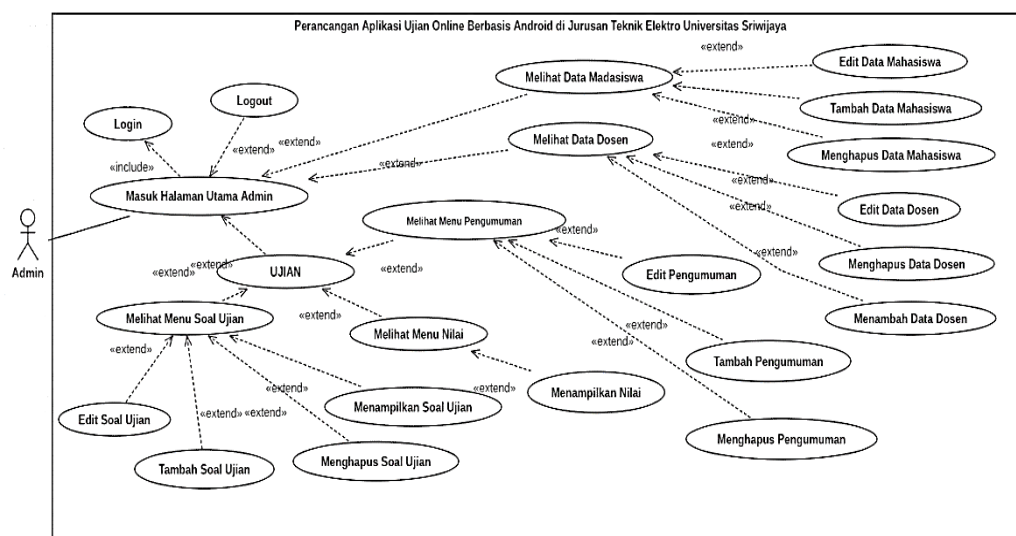 Perancangan Aplikasi Ujian Online Berbasis Android di Jurusan Teknik Elektro Universitas Sriwijaya
«extend»
Edit Data Mahasiswa
Melihat Data Madasiswa
Logout
Tambah Data Mahasiswa
Login
«extend»
«extend»
«extend»
Melihat Data Dosen
Menghapus Data Mahasiswa
«include»
«extend»
«extend»
Masuk Halaman Utama Admin
«extend»
Edit Data Dosen
Melihat Menu Pengumuman
«extend»
«extend»
Admin
«extend»
«extend»
UJIAN
«extend»
Edit Pengumuman
Menghapus Data Dosen
Melihat Menu Soal Ujian
«extend»
Melihat Menu Nilai
«extend»
Menambah Data Dosen
«extend»
«extend»
Tambah Pengumuman
«extend»
«extend»
Menampilkan Nilai
Edit Soal Ujian
«extend»
«extend»
Menampilkan Soal Ujian
Tambah Soal Ujian
Menghapus Soal Ujian
Menghapus Pengumuman